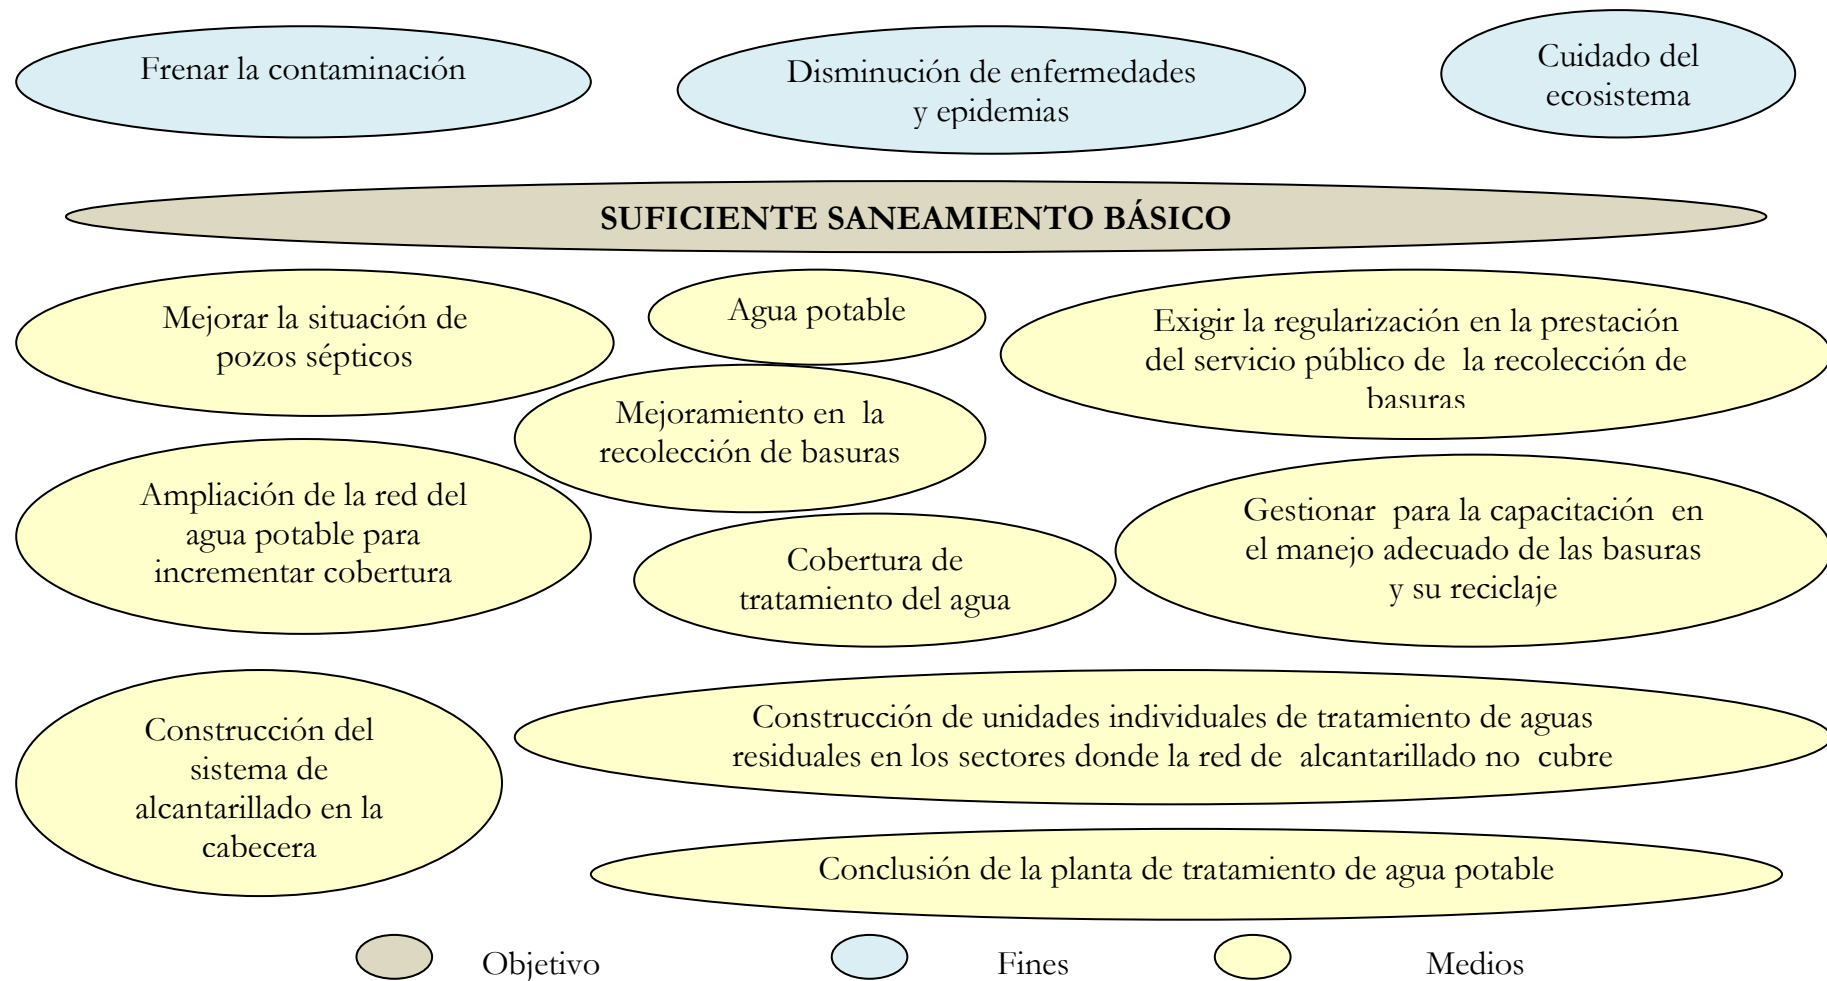 Frenar la contaminación
Disminución de enfermedades
y epidemias
Cuidado del
ecosistema
SUFICIENTE SANEAMIENTO BÁSICO
Mejorar la situación de
pozos sépticos
Agua potable
Exigir la regularización en la prestación
del servicio público de la recolección de
basuras
Mejoramiento en la
recolección de basuras
Ampliación de la red del
agua potable para
incrementar cobertura
Cobertura de
tratamiento del agua
Gestionar para la capacitación en
el manejo adecuado de las basuras
y su reciclaje
Construcción del
sistema de
alcantarillado en la
cabecera
Construcción de unidades individuales de tratamiento de aguas
residuales en los sectores donde la red de alcantarillado no cubre
Conclusión de la planta de tratamiento de agua potable
Objetivo
Fines
Medios